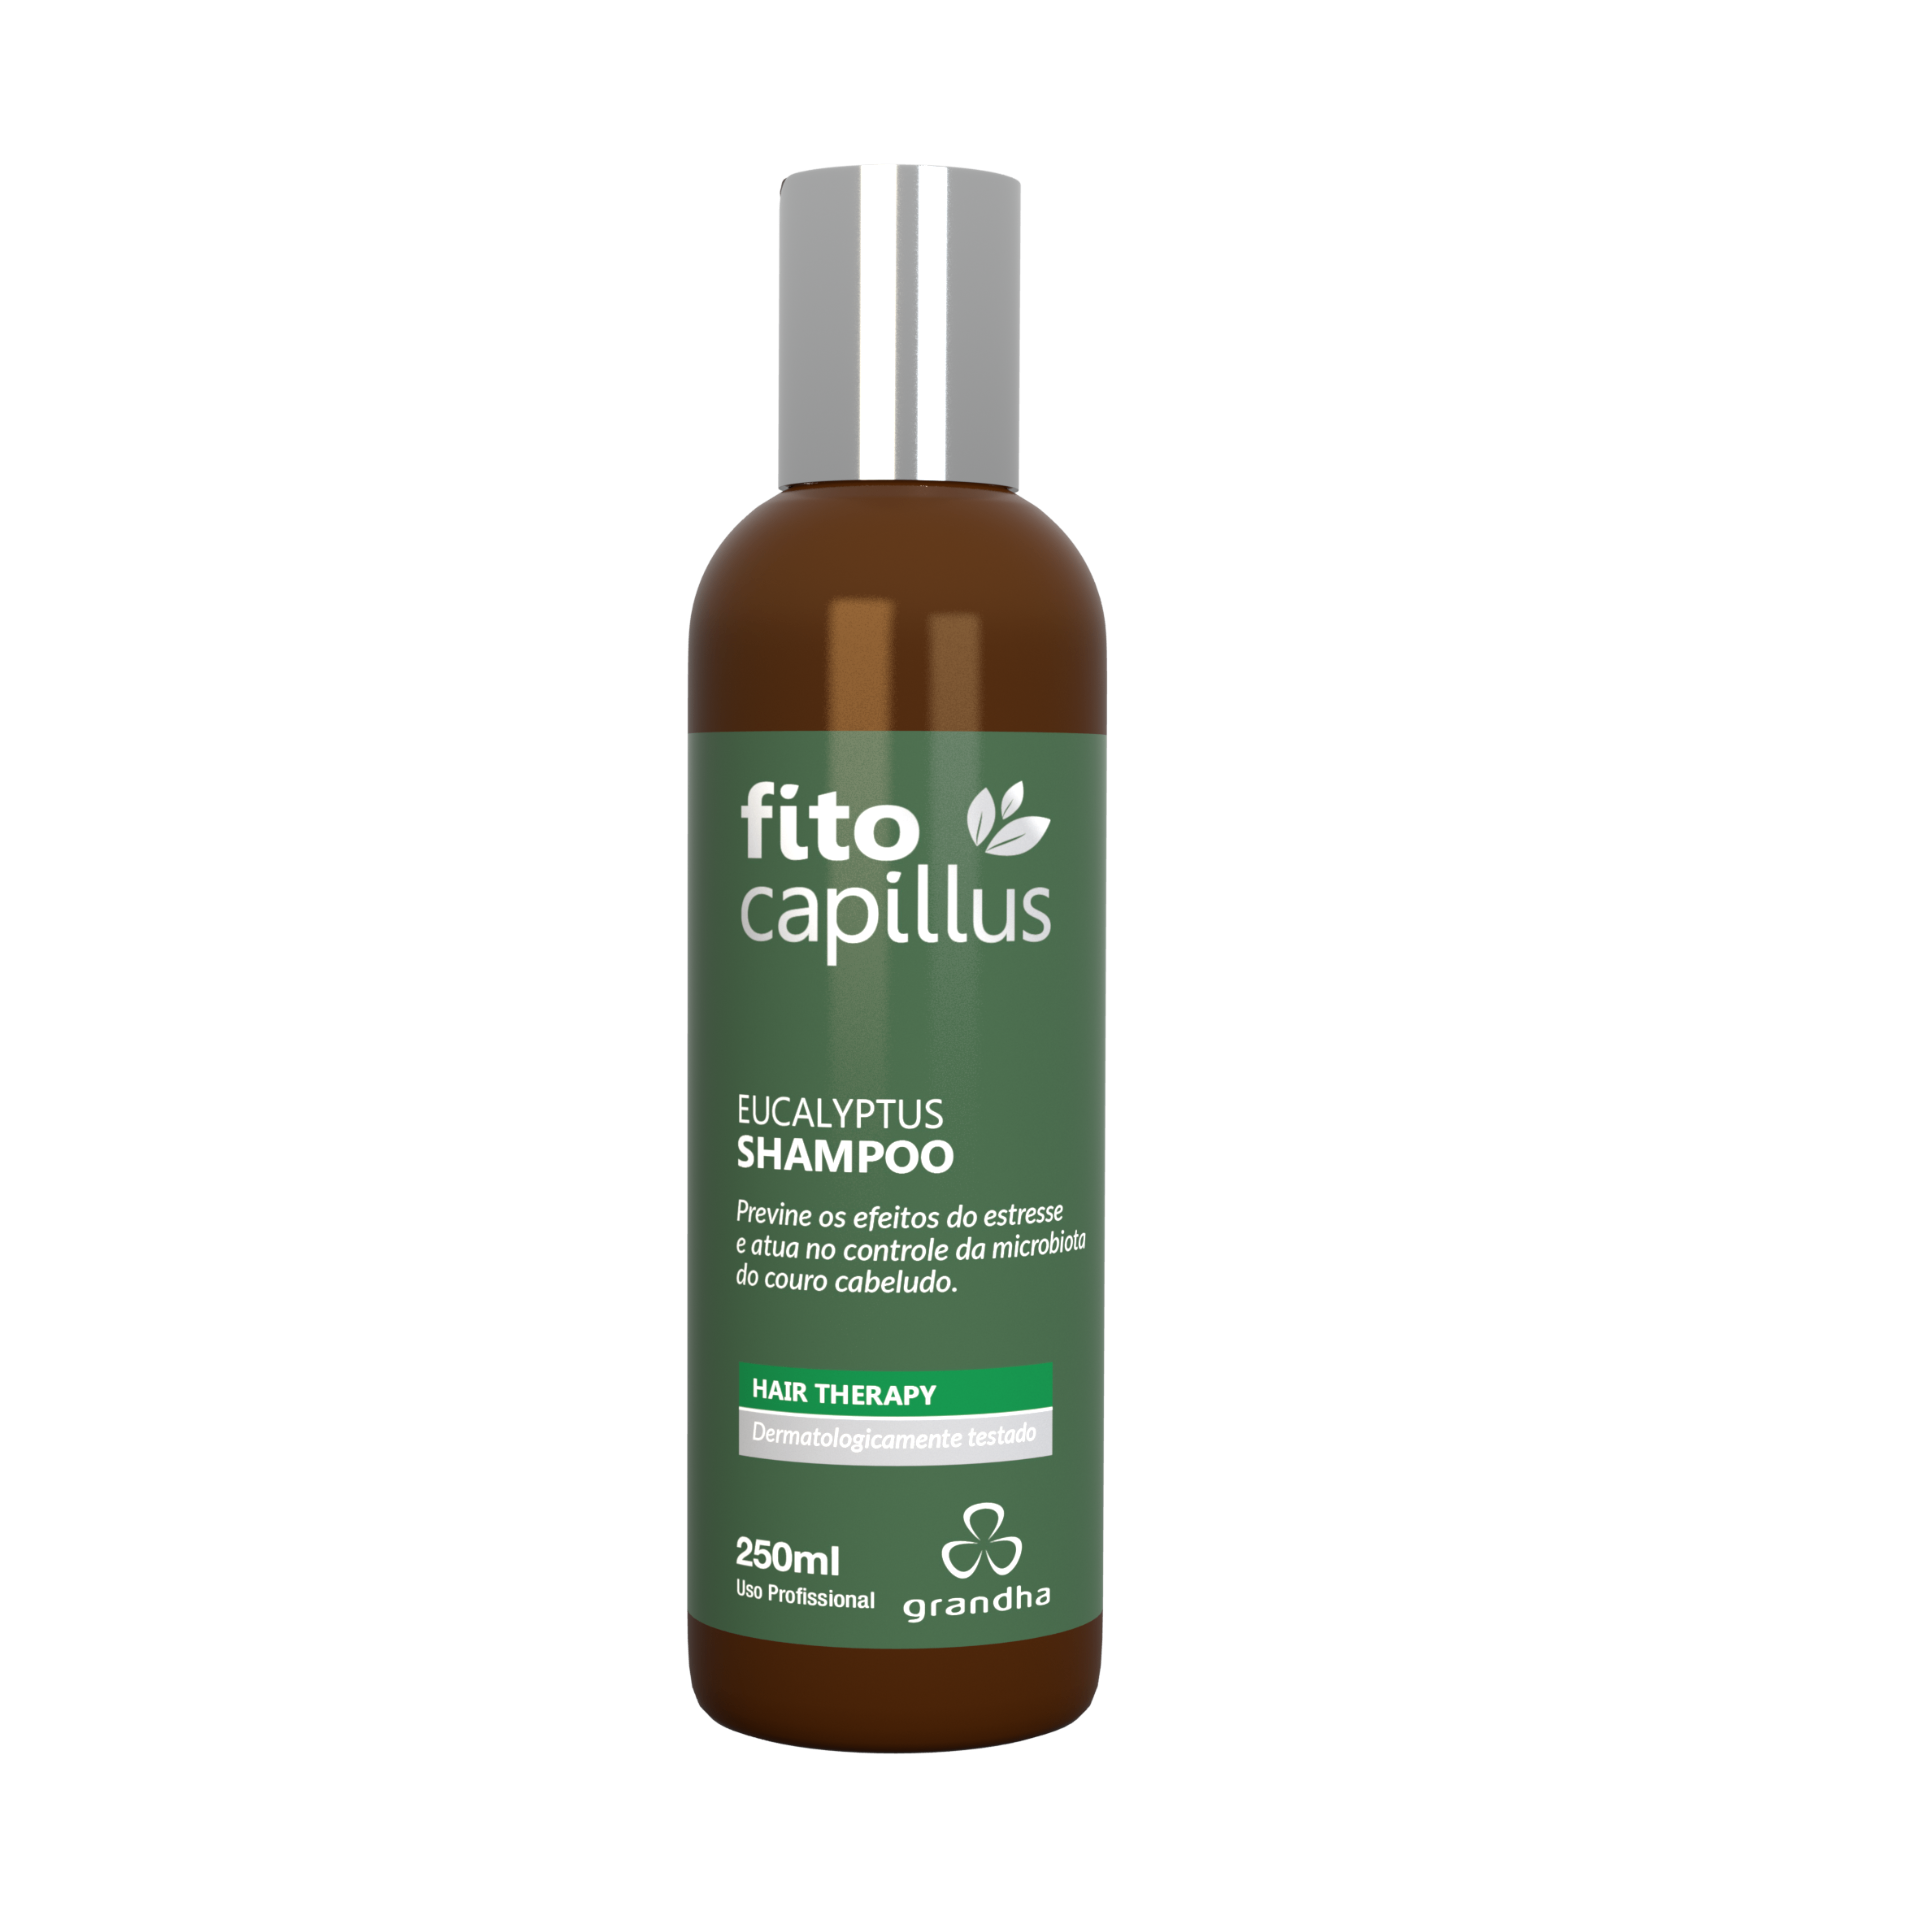 fito
capillus
EUCALYPTUS
SHAMPOO
Previne os efeitos do estresse
e atua no controle da microbiota
do couro cabeludo.
HAIR THERAPY
Dermatologicamente testado
250ml
Uso Profissional
grandha